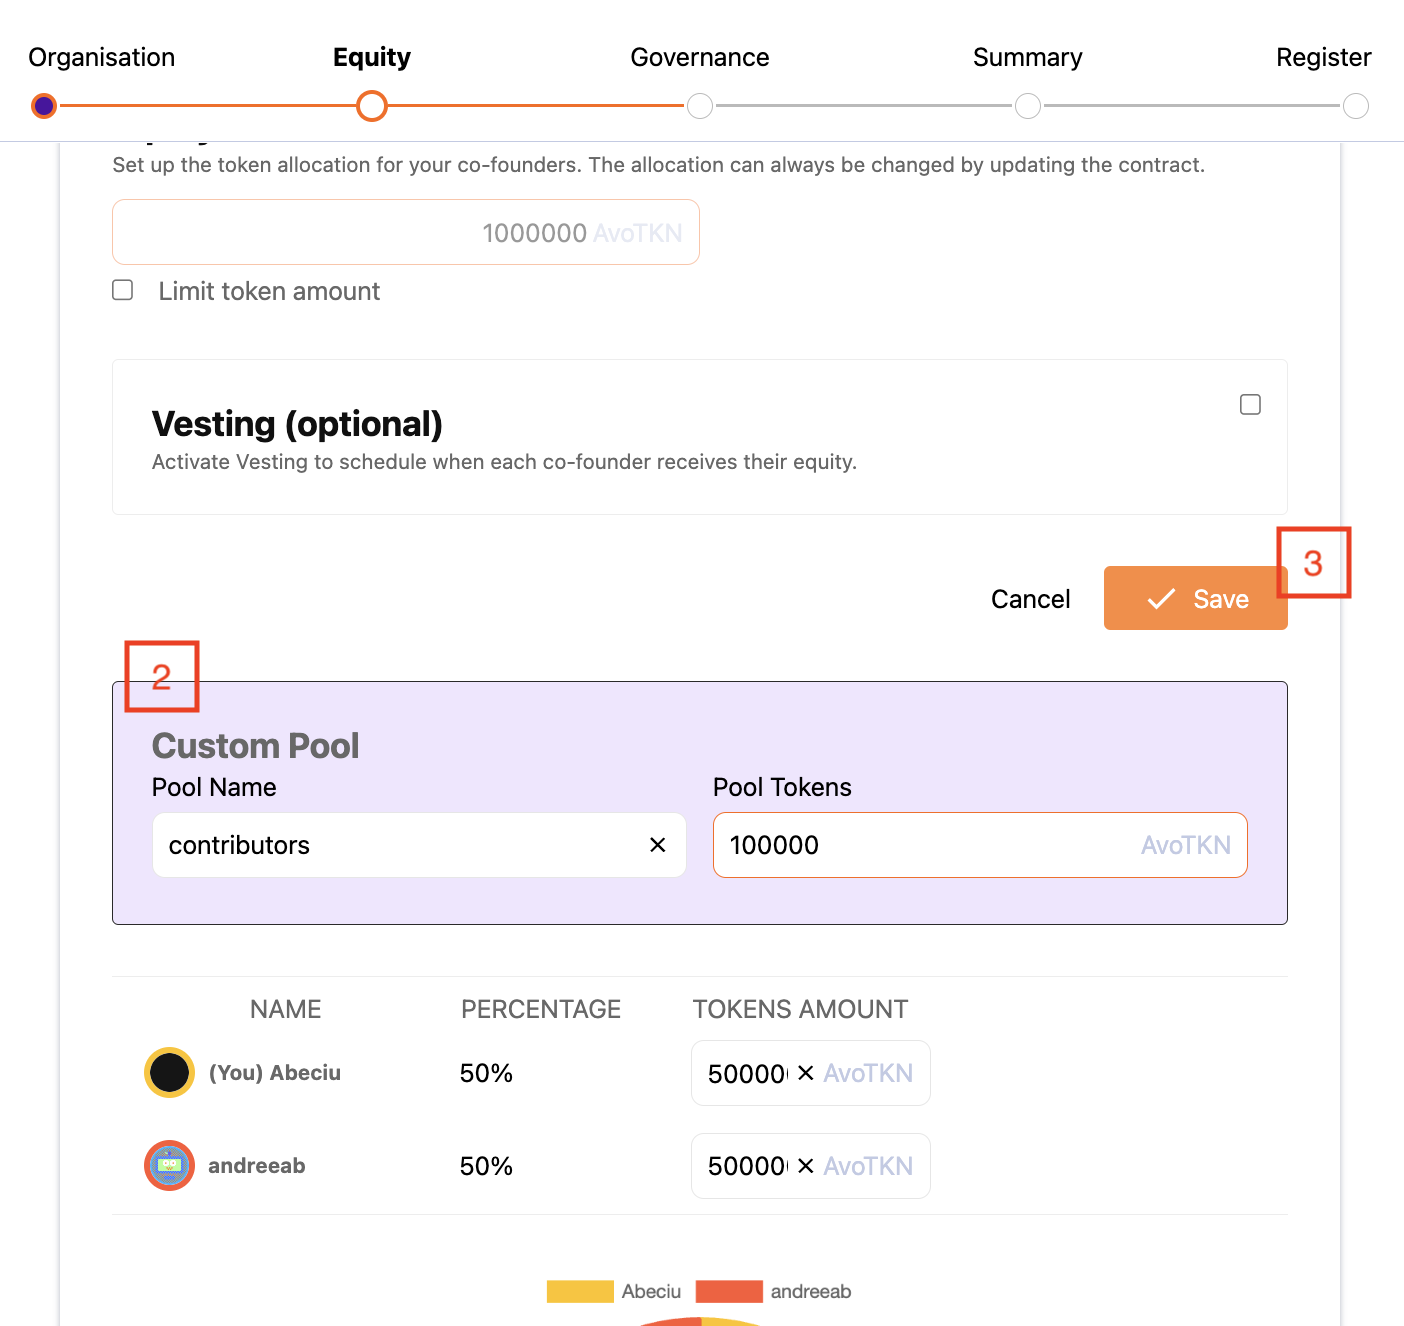 Organisation Equity Governance Summary Register
Set up the token allocation for your co-founders. The allocation can always be changed by updating the contract.
1000000 AvoTKN
Limit token amount
Vesting (optional)
Activate Vesting to schedule when each co-founder receives their equity.
3
Cancel Save
2
Custom Pool
Pool Name Pool Tokens
contributors 100000 AvoTKN
NAME PERCENTAGE TOKENS AMOUNT
(You) Abeciu 50% 50000 AvoTKN
andreeab 50% 50000 AvoTKN
Abeciu andreeab